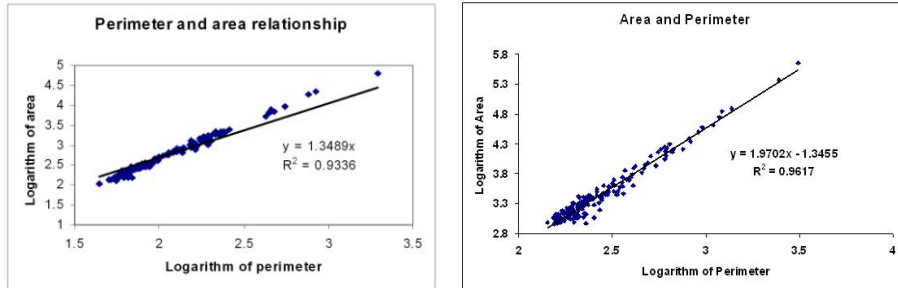 Perimeter and area relationship
Logarithm of area
5
4.5
4
3.5
3
2.5
2
1.5
1
y = 1.3489x
R² = 0.9336
1.5 2 2.5 3 3.5
Logarithm of perimeter
Area and Perimeter
Logarithm of Area
5.8
5.3
4.8
4.3
3.8
3.3
2.8
y = 1.9702x - 1.3455
R² = 0.9617
2 2.5 3 3.5 4
Logarithm of Perimeter